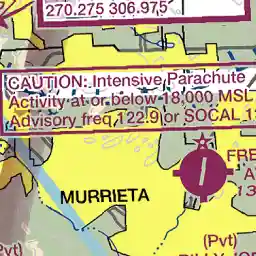 270.275 306.975
CAUTION: Intensive Parachute
Activity at or below 18,000 MSL
Advisory freq 122.9 or SOCAL
FRE
MURRIETA
(Pvt)
(Pvt)